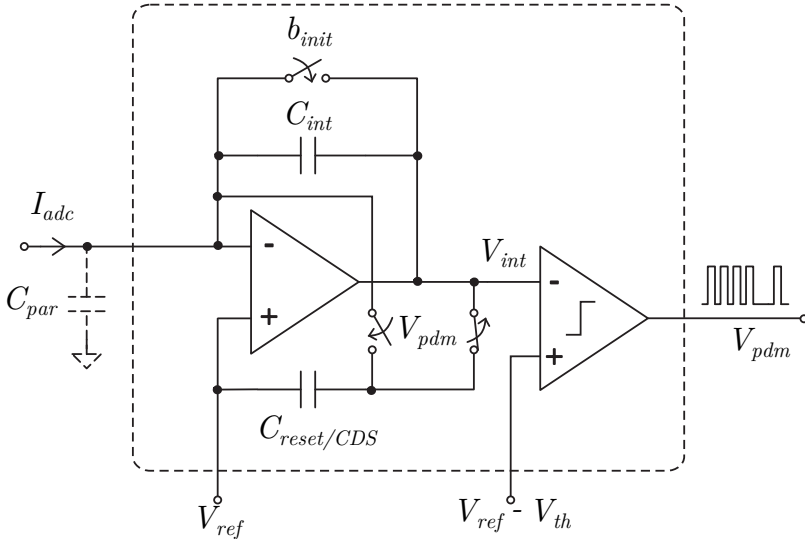 b_init
C_int
I_adc
-
V_int
-
C_par
+
V_pdm
+
V_pdm
C_reset/CDS
V_ref
V_ref - V_th